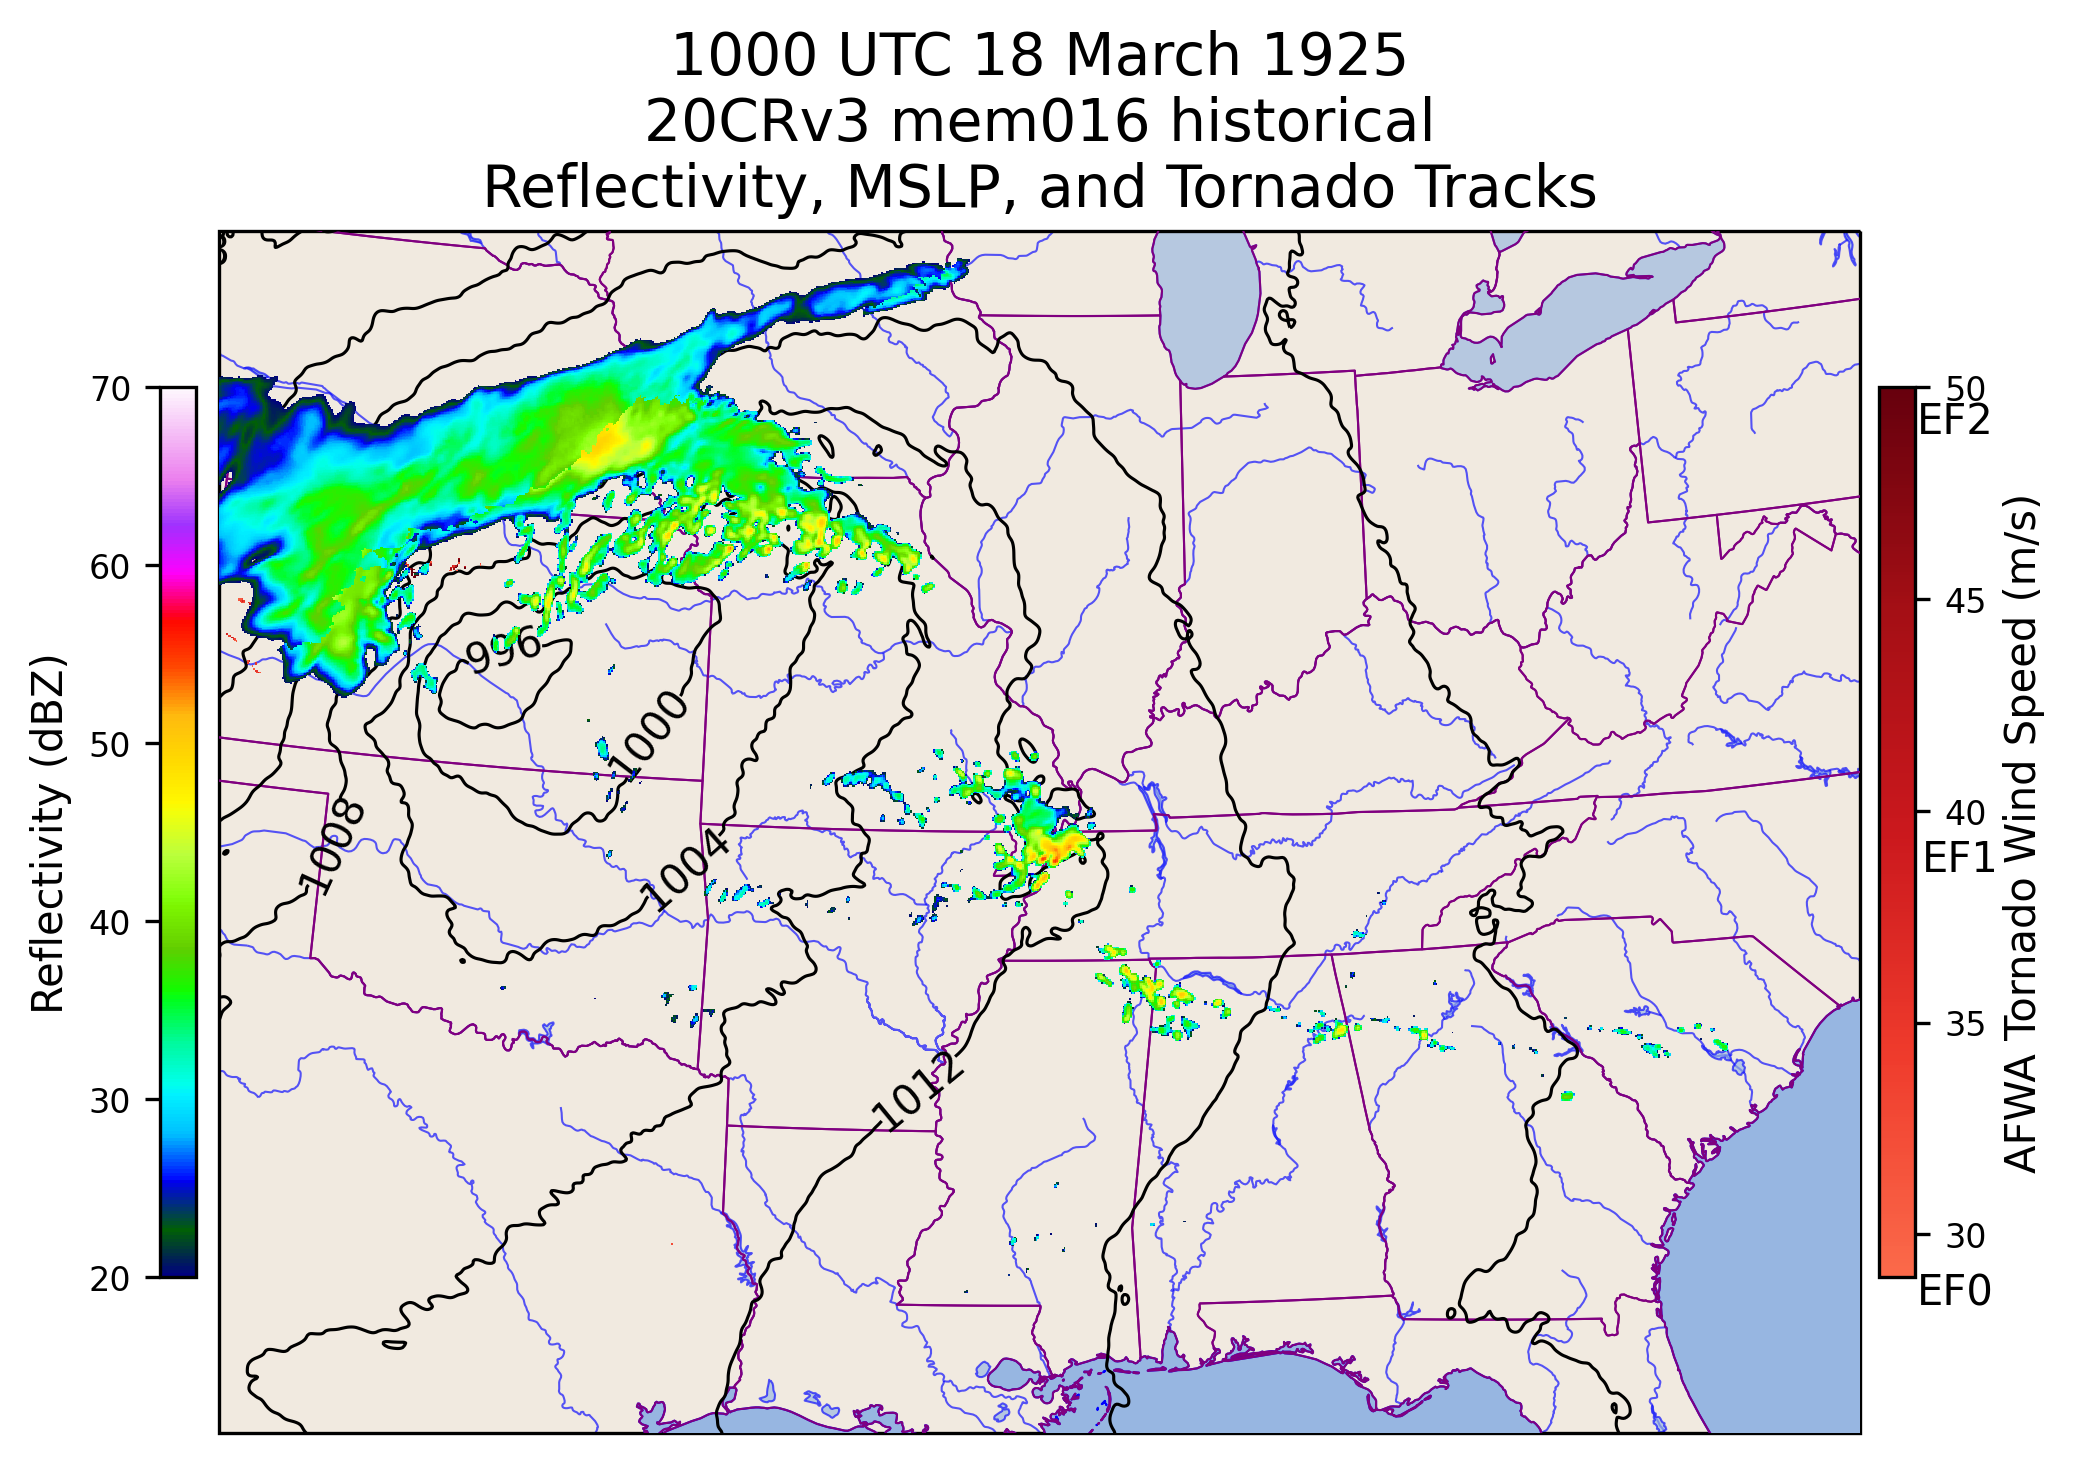 1000 UTC 18 March 1925
20CRv3 mem016 historical
Reflectivity, MSLP, and Tornado Tracks
Reflectivity (dBZ)
70
60
50
40
30
20
996
1000
1004
1008
1012
8
0
50
EF2
45
40
EF1
35
30
EF0
AFWA Tornado Wind Speed (m/s)